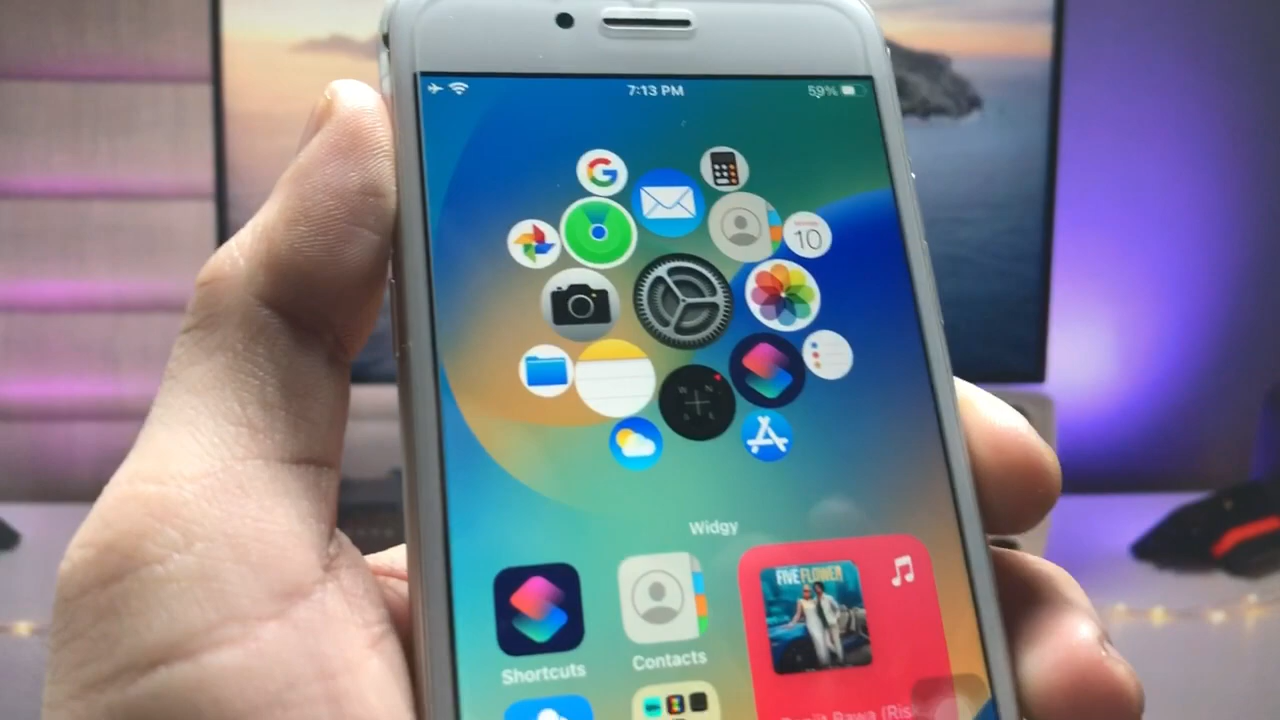 7:13 PM
59%
G
10
W N
S E
Widgy
FIVE FLOWER
Shortcuts
Contacts